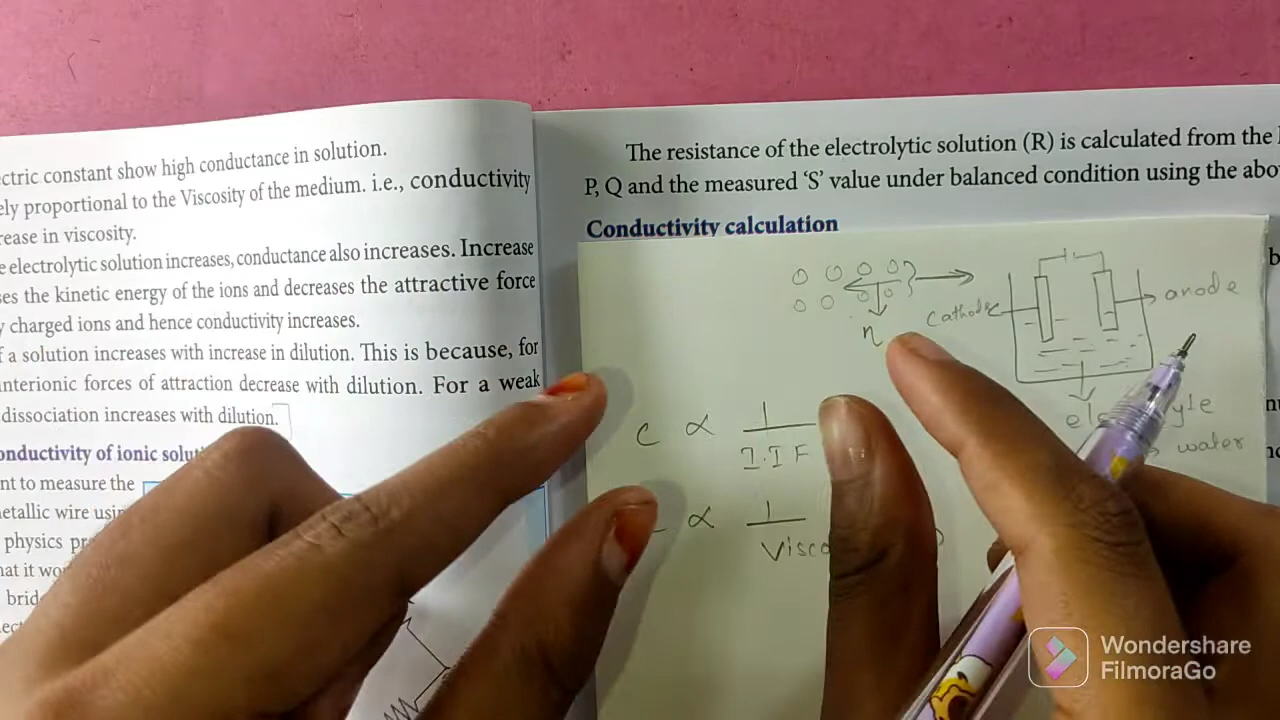 ctric constant show high conductance in solution.
ely proportional to the Viscosity of the medium. i.e., conductivity
rease in viscosity.
e electrolytic solution increases, conductance also increases. Increase
ses the kinetic energy of the ions and decreases the attractive force
y charged ions and hence conductivity increases.
f a solution increases with increase in dilution. This is because, for
interionic forces of attraction decrease with dilution. For a weak
dissociation increases with dilution.
onductivity of ionic solut
nt to measure the
netallic wire usin
physics pr
hat it wo
brid
The resistance of the electrolytic solution (R) is calculated from the
P, Q and the measured ‘S’ value under balanced condition using the abo
Conductivity calculation
cathode
anode
η
c ∝ 1
I.I F
∝ 1
Visco
water
Wondershare
FilmoraGo